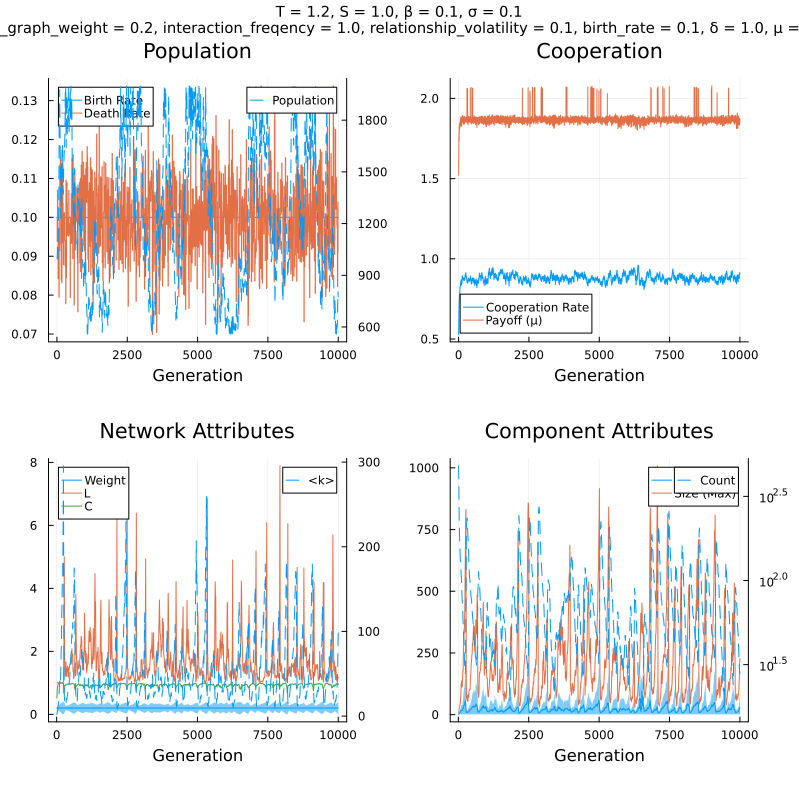 T = 1.2, S = 1.0, β = 0.1, σ = 0.1
_graph_weight = 0.2, interaction_freqency = 1.0, relationship_volatility = 0.1, birth_rate = 0.1, δ = 1.0, μ =
Population
Cooperation
Birth Rate
Death Rate
Population
0.13
0.12
0.11
0.10
0.09
0.08
0.07
1800
1500
1200
900
600
0 2500 5000 7500 10000
Generation
2.0
1.5
1.0
0.5
Cooperation Rate
Payoff (μ)
0 2500 5000 7500 10000
Generation
Network Attributes
Component Attributes
Weight
L
C
<k>
8
6
4
2
0
300
200
100
0
0 2500 5000 7500 10000
Generation
Count
Size (Max)
1000
750
500
250
0
10^2.5
10^2.0
10^1.5
0 2500 5000 7500 10000
Generation